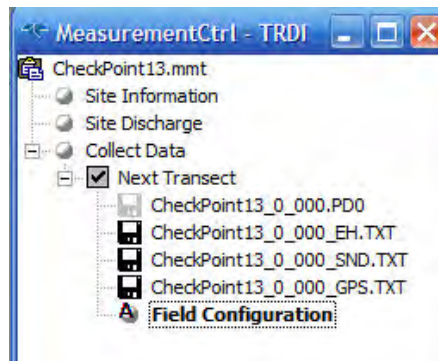 MeasurementCtrl - TRDI
CheckPoint13.mmt
Site Information
Site Discharge
Collect Data
Next Transect
CheckPoint13_0_000.PD0
CheckPoint13_0_000_EH.TXT
CheckPoint13_0_000_SND.TXT
CheckPoint13_0_000_GPS.TXT
Field Configuration